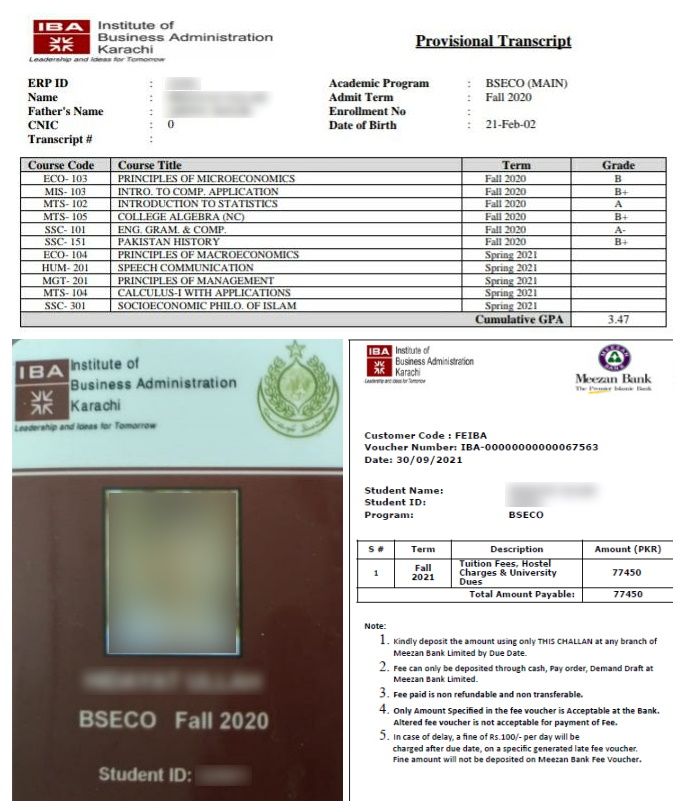 IBA Institute of
Business Administration
Karachi
Leadership and Ideas for Tomorrow
Provisional Transcript
ERP ID :
Name :
Father's Name :
CNIC : 0
Transcript # :
Academic Program : BSECO (MAIN)
Admit Term : Fall 2020
Enrollment No :
Date of Birth : 21-Feb-02
Course Code Course Title Term Grade
ECO- 103 PRINCIPLES OF MICROECONOMICS Fall 2020 B
MIS- 103 INTRO. TO COMP. APPLICATION Fall 2020 B+
MTS- 102 INTRODUCTION TO STATISTICS Fall 2020 A
MTS- 105 COLLEGE ALGEBRA (NC) Fall 2020 B+
SSC- 101 ENG. GRAM. & COMP. Fall 2020 A-
SSC- 151 PAKISTAN HISTORY Fall 2020 B+
ECO- 104 PRINCIPLES OF MACROECONOMICS Spring 2021
HUM- 201 SPEECH COMMUNICATION Spring 2021
MGT- 201 PRINCIPLES OF MANAGEMENT Spring 2021
MTS- 104 CALCULUS-I WITH APPLICATIONS Spring 2021
SSC- 301 SOCIOECONOMIC PHILO. OF ISLAM Spring 2021
Cumulative GPA 3.47
IBA Institute of
Business Administration
Karachi
Leadership and Ideas for Tomorrow
BSECO Fall 2020
Student ID:
IBA Institute of
Business Administration
Karachi
Leadership and Ideas for Tomorrow
MEEZAN BANK
Meezan Bank
The Premier Islamic Bank
Customer Code : FEIBA
Voucher Number: IBA-00000000000067563
Date: 30/09/2021
Student Name:
Student ID:
Program: BSECO
S # Term Description Amount (PKR)
1 Fall 2021 Tuition Fees, Hostel Charges & University Dues 77450
Total Amount Payable: 77450
Note:
1. Kindly deposit the amount using only THIS CHALLAN at any branch of
Meezan Bank Limited by Due Date.
2. Fee can only be deposited through cash, Pay order, Demand Draft at
Meezan Bank Limited.
3. Fee paid is non refundable and non transferable.
4. Only Amount Specified in the fee voucher is Acceptable at the Bank.
Altered fee voucher is not acceptable for payment of Fee.
5. In case of delay, a fine of Rs.100/- per day will be
charged after due date, on a specific generated late fee voucher.
Fine amount will not be deposited on Meezan Bank Fee Voucher.